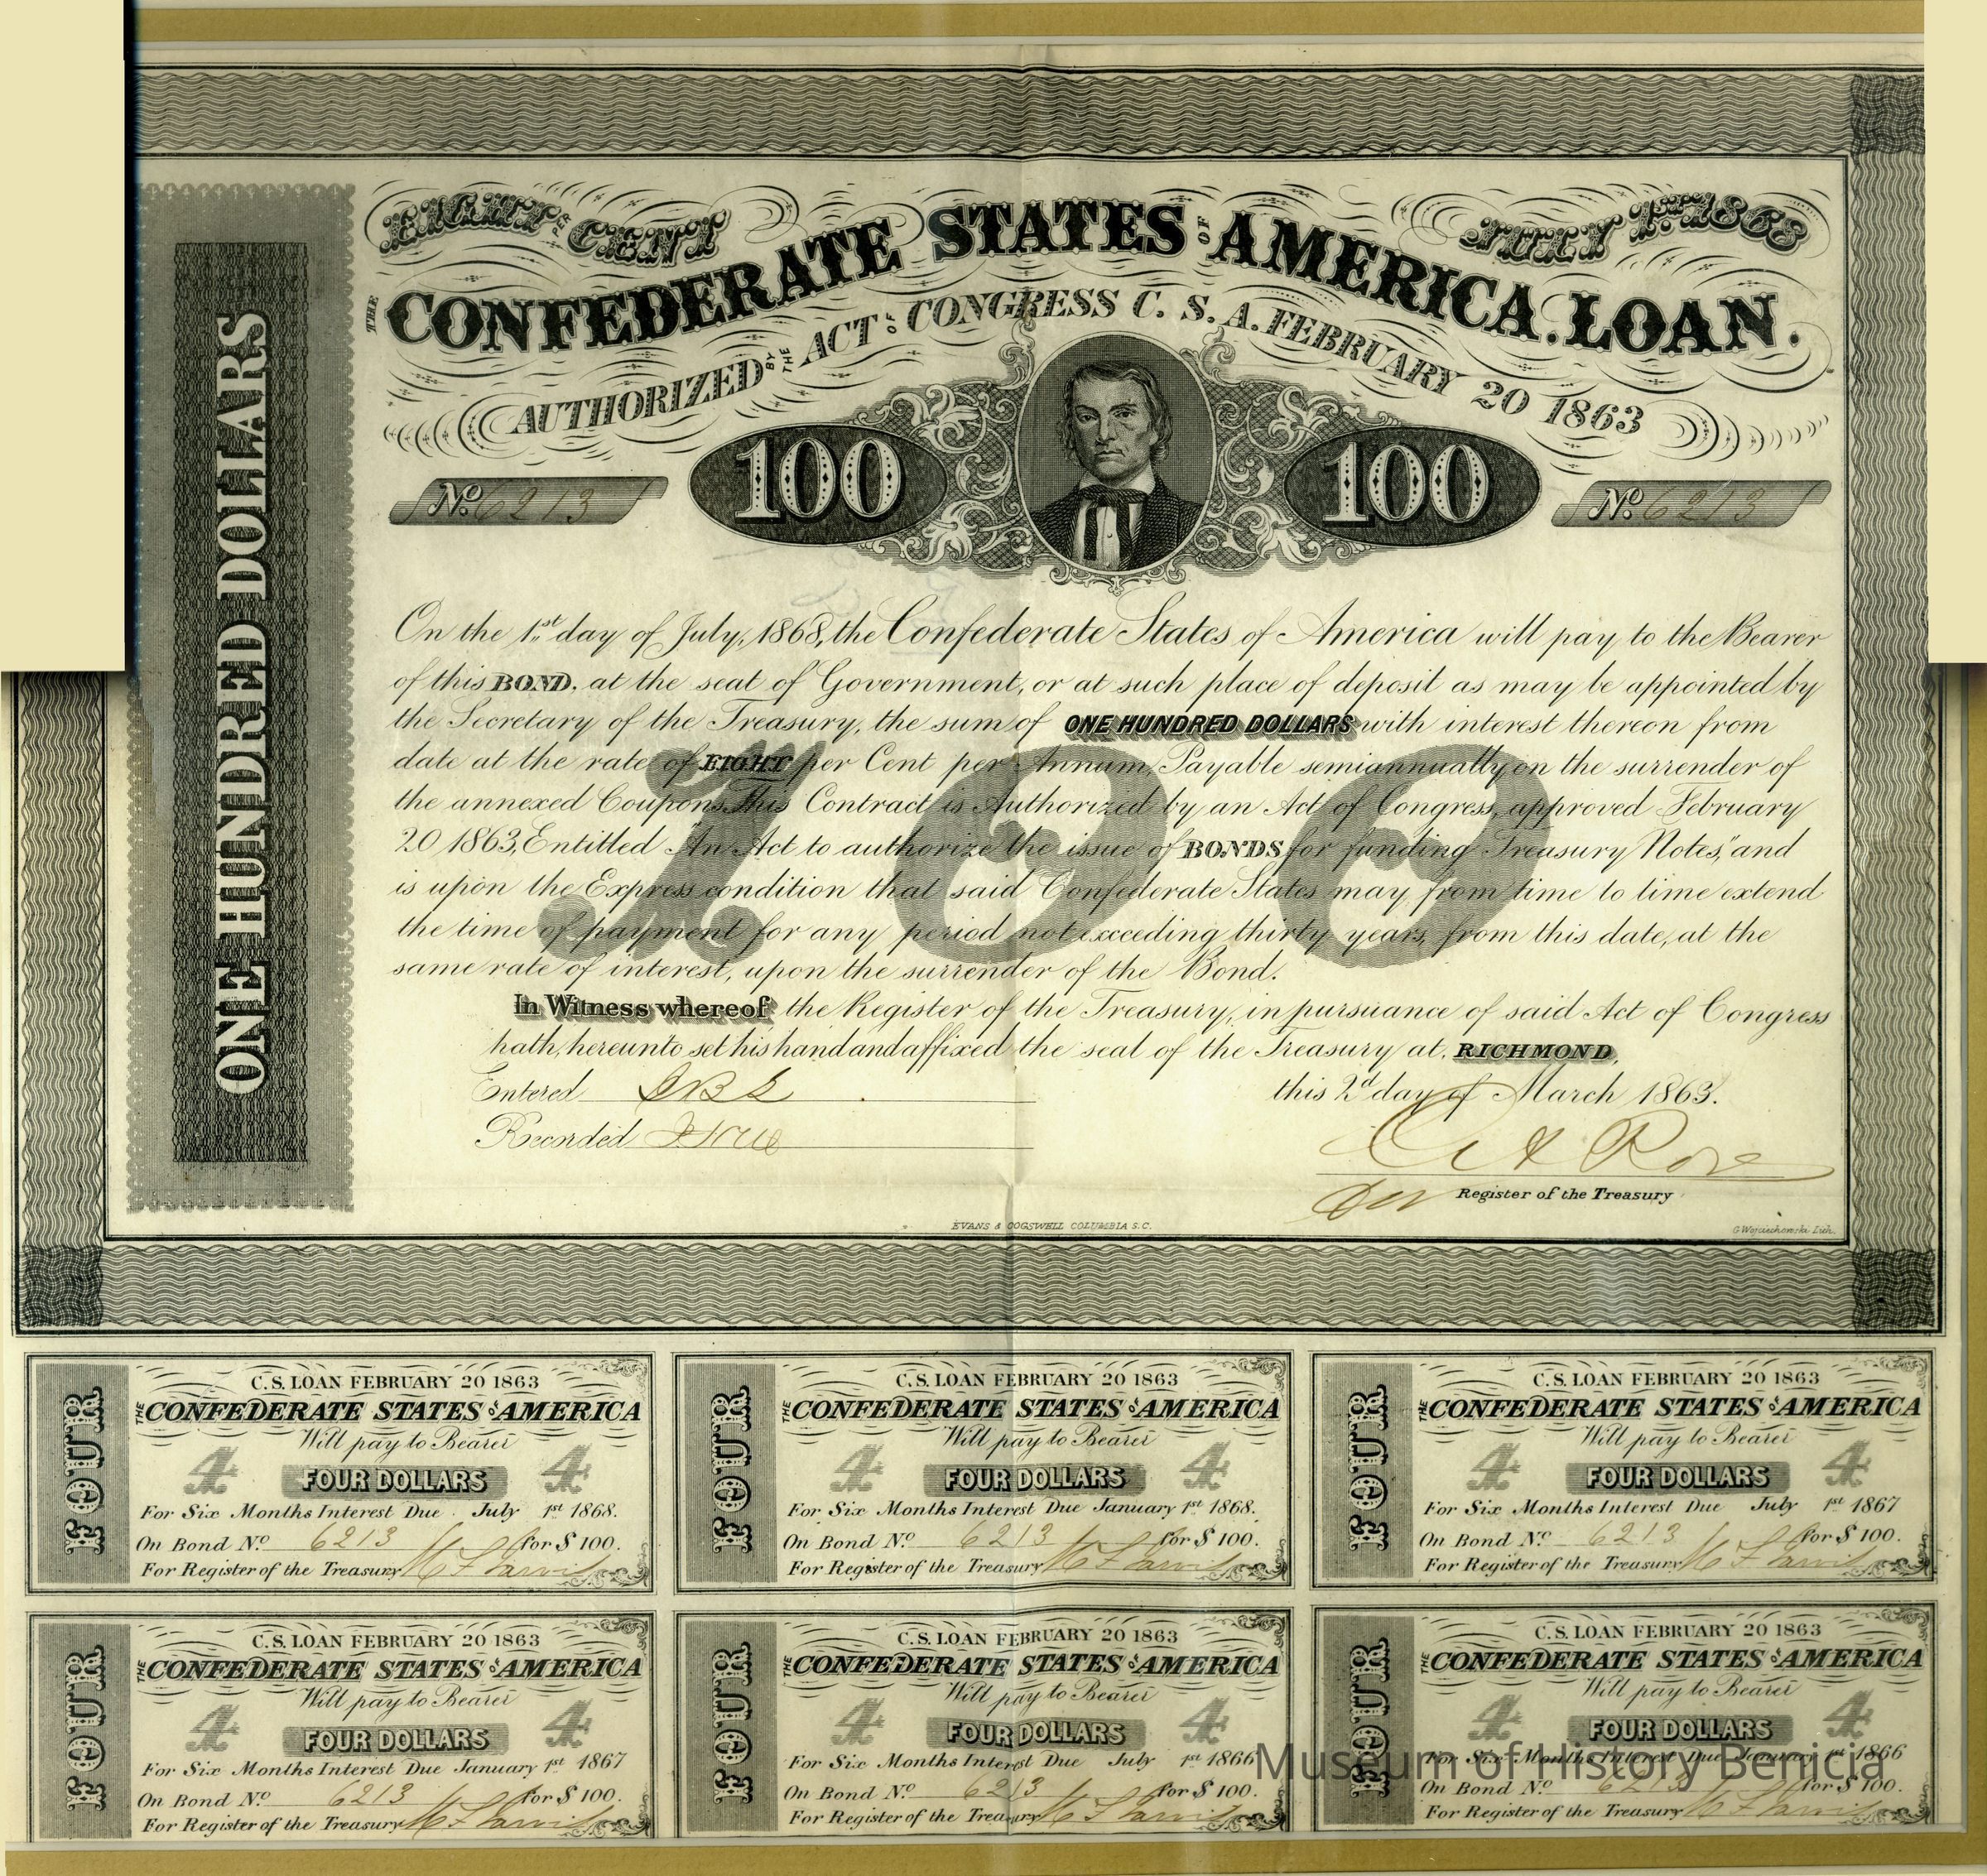 EIGHT PER CENT
JULY 1ST 1868
THE CONFEDERATE STATES OF AMERICA. LOAN.
AUTHORIZED BY THE ACT OF CONGRESS C. S. A. FEBRUARY 20 1863
ONE HUNDRED DOLLARS
No. 6213
100
100
No. 6213
On the 1st day of July, 1868, the Confederate States of America will pay to the Bearer
of this BOND, at the seat of Government, or at such place of deposit as may be appointed by
the Secretary of the Treasury, the sum of ONE HUNDRED DOLLARS with interest thereon from
date at the rate of EIGHT per Cent per Annum, Payable semiannually on the surrender of
the annexed Coupons. This Contract is Authorized by an Act of Congress, approved February
20 1863, Entitled "An Act to authorize the issue of BONDS for funding Treasury Notes," and
is upon the Express condition that said Confederate States may from time to time extend
the time of payment for any period not exceeding thirty years, from this date, at the
same rate of interest, upon the surrender of the Bond.
100
In Witness whereof the Register of the Treasury, in pursuance of said Act of Congress
hath, hereunto set his hand and affixed the seal of the Treasury at, RICHMOND,
Entered
this 2d day of March 1863.
Recorded
Rose
Register of the Treasury
EVANS & COGSWELL COLUMBIA S.C.
G Wojciechowski Lith.
FOUR
C. S. LOAN FEBRUARY 20 1863
THE CONFEDERATE STATES OF AMERICA
Will pay to Bearer
4 FOUR DOLLARS 4
For Six Months Interest Due July 1st 1868.
On Bond No. 6213 for $ 100.
For Register of the Treasury
FOUR
C. S. LOAN FEBRUARY 20 1863
THE CONFEDERATE STATES OF AMERICA
Will pay to Bearer
4 FOUR DOLLARS 4
For Six Months Interest Due January 1st 1868.
On Bond No. 6213 for $ 100.
For Register of the Treasury
FOUR
C. S. LOAN FEBRUARY 20 1863
THE CONFEDERATE STATES OF AMERICA
Will pay to Bearer
4 FOUR DOLLARS 4
For Six Months Interest Due July 1st 1867
On Bond No. 6213 for $ 100.
For Register of the Treasury
FOUR
C. S. LOAN FEBRUARY 20 1863
THE CONFEDERATE STATES OF AMERICA
Will pay to Bearer
4 FOUR DOLLARS 4
For Six Months Interest Due January 1st 1867
On Bond No. 6213 for $ 100.
For Register of the Treasury
FOUR
C. S. LOAN FEBRUARY 20 1863
THE CONFEDERATE STATES OF AMERICA
Will pay to Bearer
4 FOUR DOLLARS 4
For Six Months Interest Due July 1st 1866
On Bond No. 6213 for $ 100.
For Register of the Treasury
FOUR
C. S. LOAN FEBRUARY 20 1863
THE CONFEDERATE STATES OF AMERICA
Will pay to Bearer
4 FOUR DOLLARS 4
For Six Months Interest Due January 1st 1866
On Bond No. 6213 for $ 100.
For Register of the Treasury
Museum of History Benicia